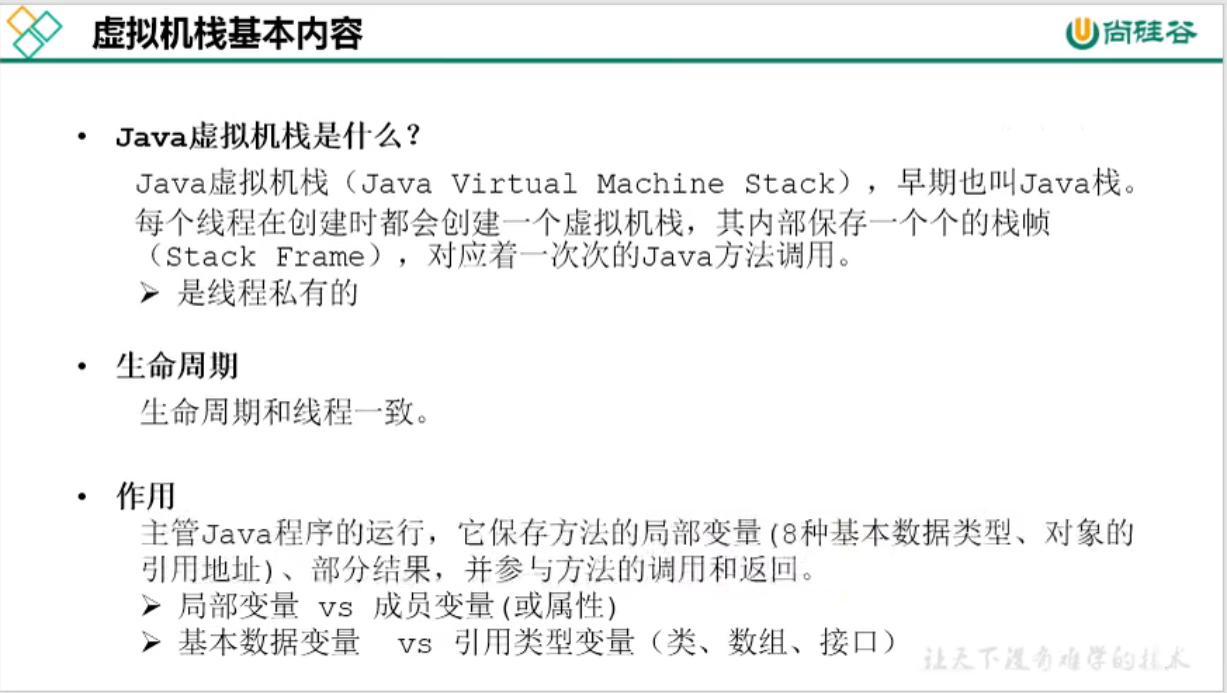 虚拟机栈基本内容
尚硅谷
• Java虚拟机栈是什么？
Java虚拟机栈（Java Virtual Machine Stack），早期也叫Java栈。
每个线程在创建时都会创建一个虚拟机栈，其内部保存一个个的栈帧
（Stack Frame），对应着一次次的Java方法调用。
➢ 是线程私有的
• 生命周期
生命周期和线程一致。
• 作用
主管Java程序的运行，它保存方法的局部变量(8种基本数据类型、对象的
引用地址)、部分结果，并参与方法的调用和返回。
➢ 局部变量 vs 成员变量(或属性)
➢ 基本数据变量 vs 引用类型变量（类、数组、接口）
让天下没有难学的技术